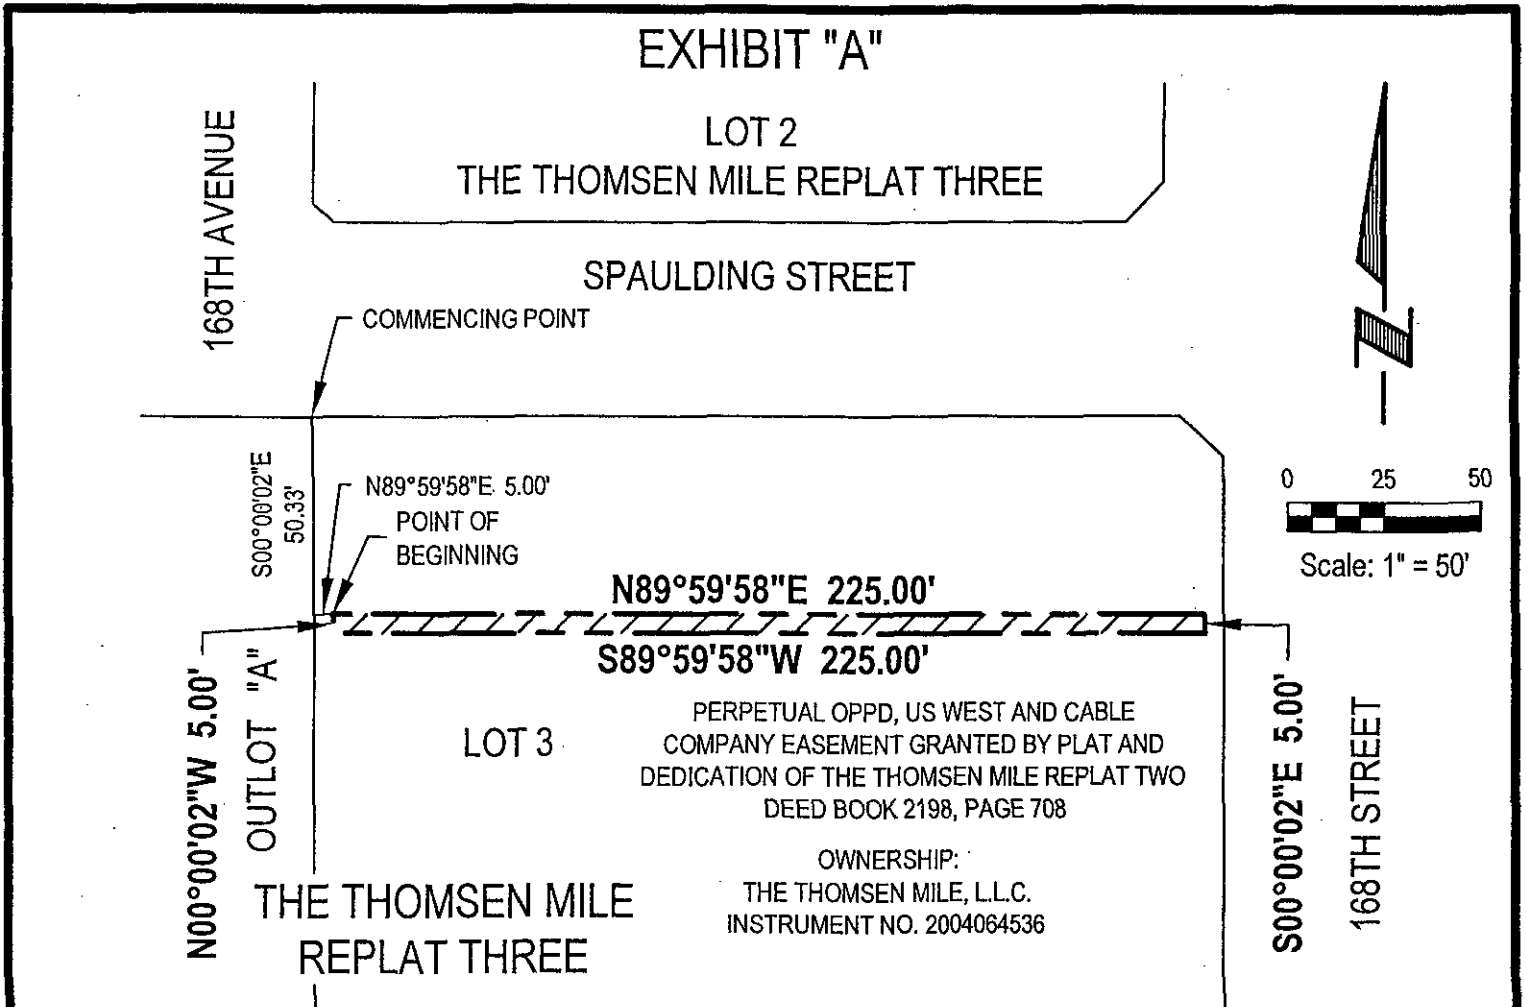 EXHIBIT "A"
LOT 2
THE THOMSEN MILE REPLAT THREE
168TH AVENUE
SPAULDING STREET
COMMENCING POINT
S00°00'02"E
50.33'
N89°59'58"E 5.00'
POINT OF
BEGINNING
0 25 50
Scale: 1" = 50'
N89°59'58"E 225.00'
S89°59'58"W 225.00'
N00°00'02"W 5.00'
OUTLOT "A"
LOT 3
PERPETUAL OPPD, US WEST AND CABLE
COMPANY EASEMENT GRANTED BY PLAT AND
DEDICATION OF THE THOMSEN MILE REPLAT TWO
DEED BOOK 2198, PAGE 708
OWNERSHIP:
THE THOMSEN MILE, L.L.C.
INSTRUMENT NO. 2004064536
S00°00'02"E 5.00'
168TH STREET
THE THOMSEN MILE
REPLAT THREE